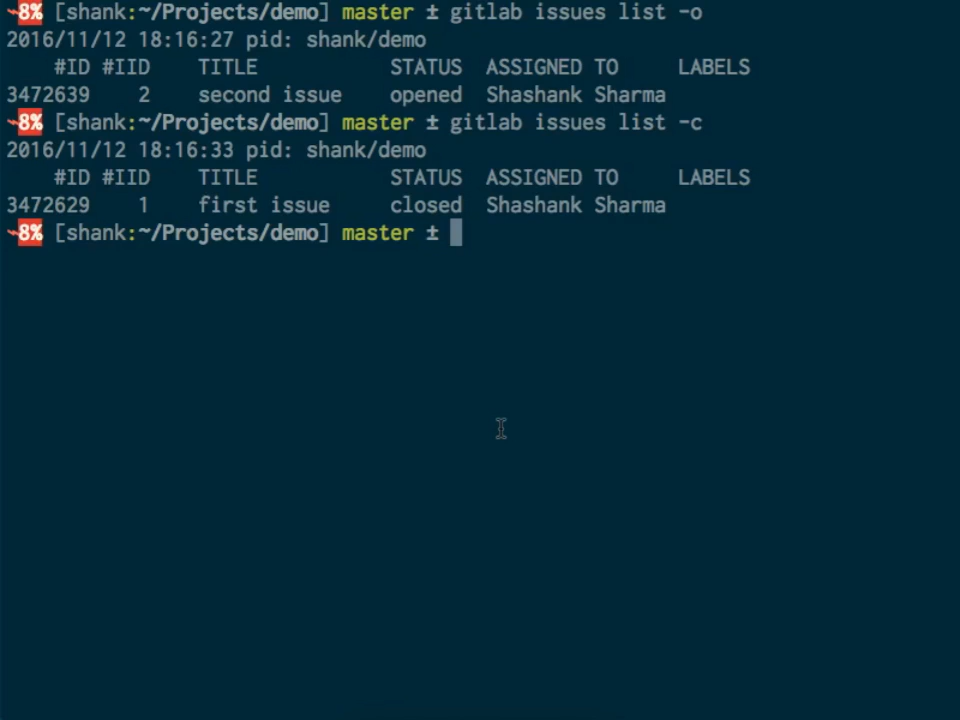 ~8% [shank:~/Projects/demo] master ± gitlab issues list -o
2016/11/12 18:16:27 pid: shank/demo
#ID #IID TITLE STATUS ASSIGNED TO LABELS
3472639 2 second issue opened Shashank Sharma
~8% [shank:~/Projects/demo] master ± gitlab issues list -c
2016/11/12 18:16:33 pid: shank/demo
#ID #IID TITLE STATUS ASSIGNED TO LABELS
3472629 1 first issue closed Shashank Sharma
~8% [shank:~/Projects/demo] master ±